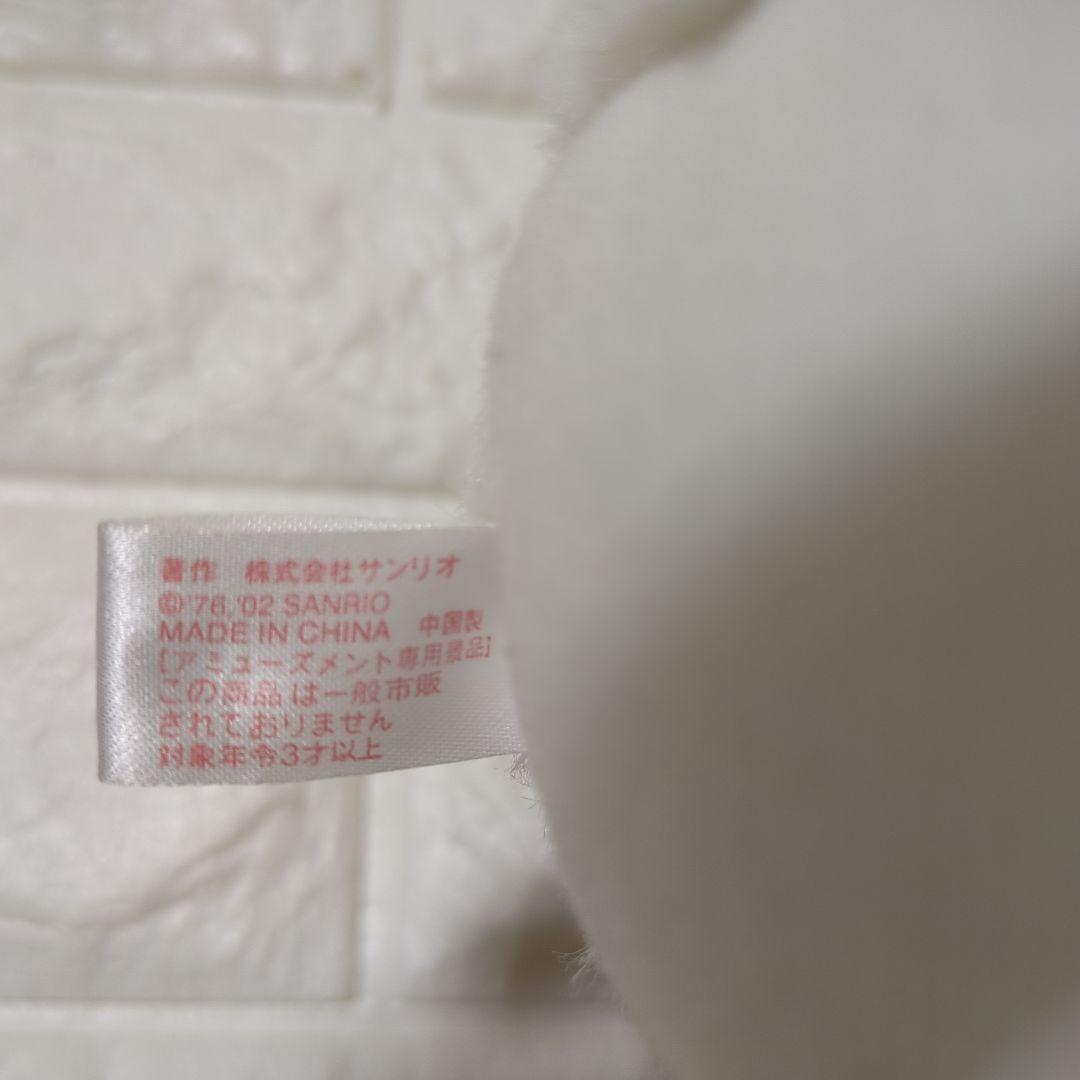 著作　株式会社サンリオ
©'76,'02 SANRIO
MADE IN CHINA　中国製
[アミューズメント専用景品]
この商品は一般市販
されておりません
対象年令3才以上